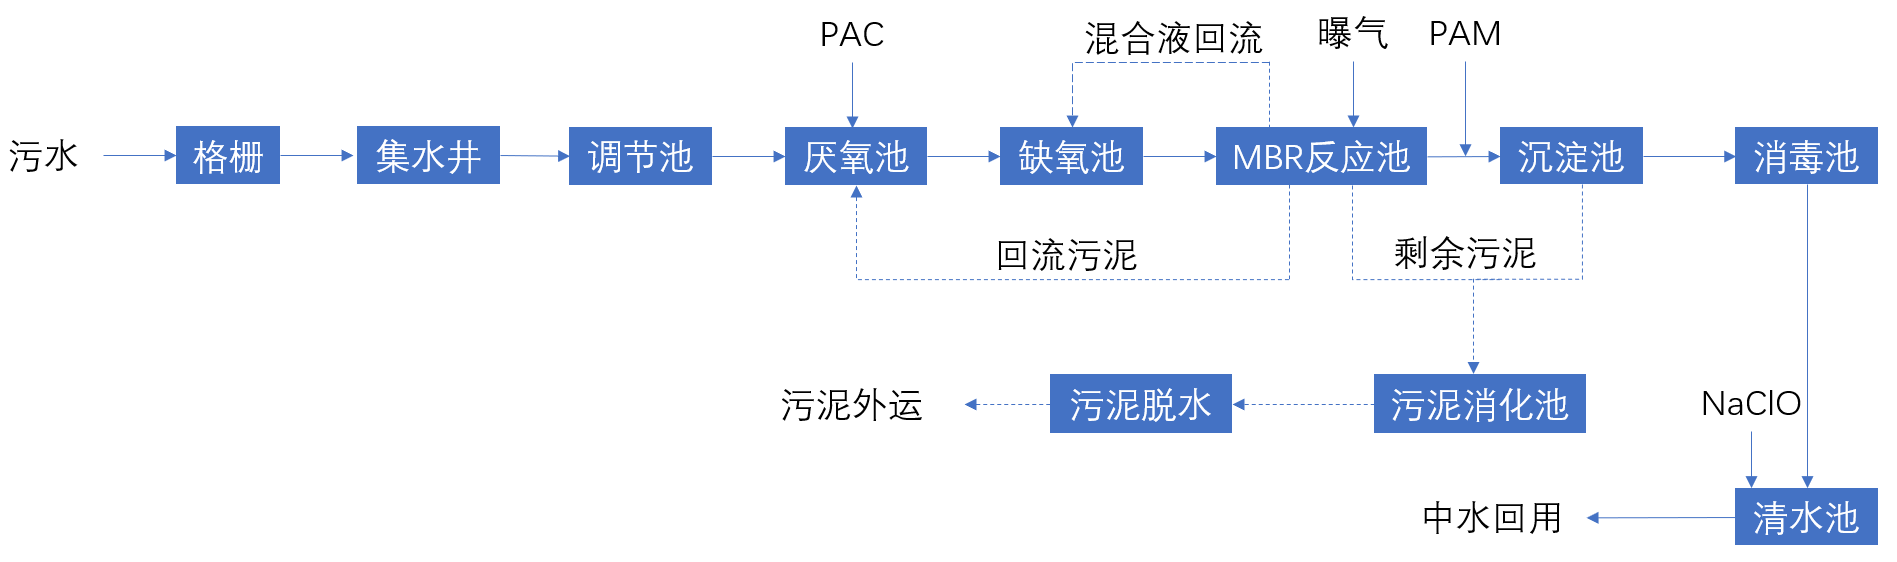 PAC
混合液回流
曝气
PAM
污水
格栅
集水井
调节池
厌氧池
缺氧池
MBR反应池
沉淀池
消毒池
回流污泥
剩余污泥
污泥外运
污泥脱水
污泥消化池
NaClO
中水回用
清水池